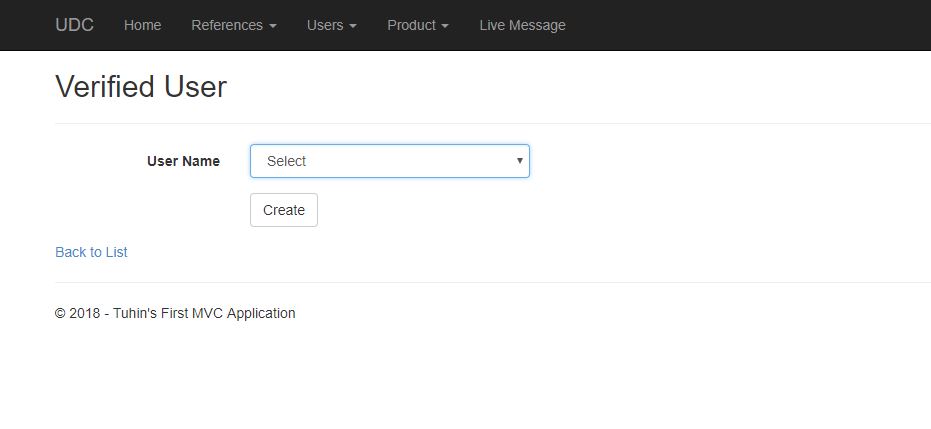 UDC Home References Users Product Live Message
Verified User
User Name Select
Create
Back to List
© 2018 - Tuhin's First MVC Application